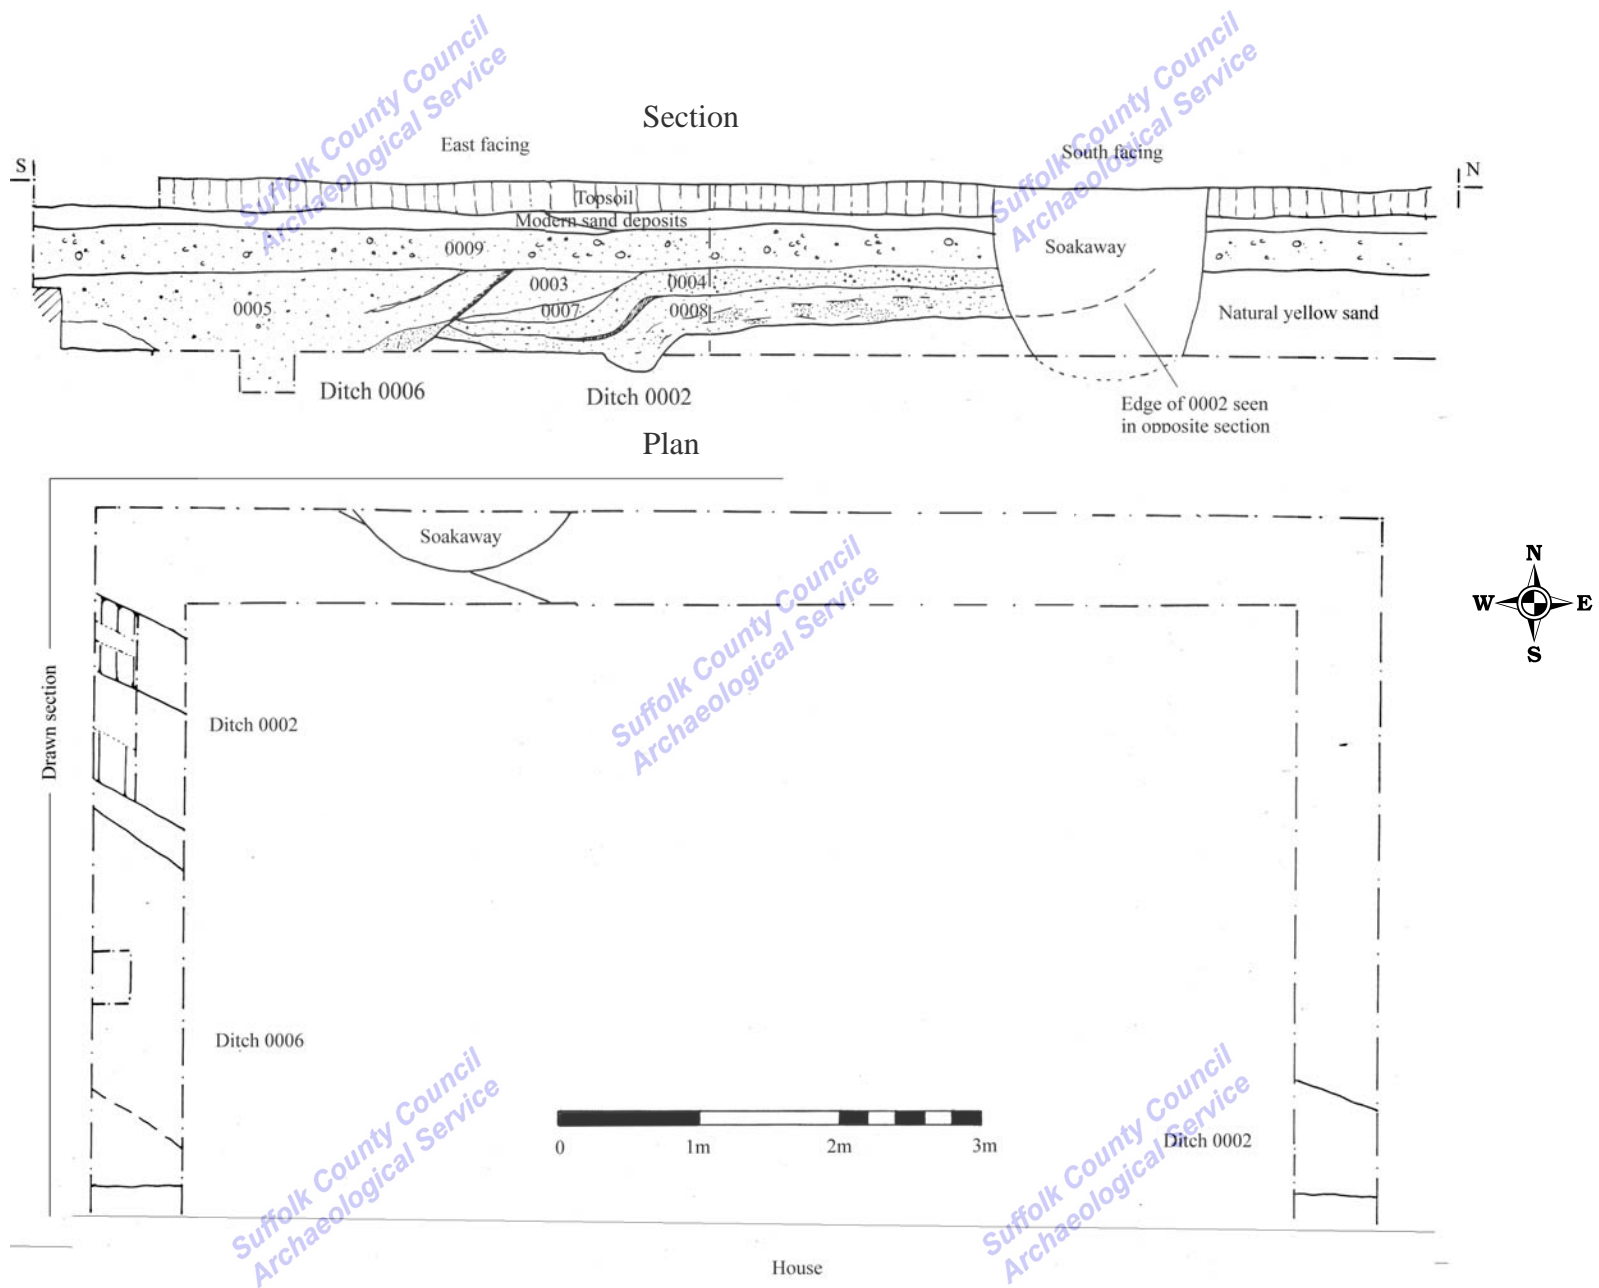 Suffolk County Council
Archaeological Service
Suffolk County Council
Archaeological Service
Section
East facing
South facing
S
N
Topsoil
Modern sand deposits
0009
Soakaway
0003
0004
0005
0007
0008
Natural yellow sand
Ditch 0006
Ditch 0002
Edge of 0002 seen
in opposite section
Plan
Soakaway
Suffolk County Council
Archaeological Service
N
W
E
S
Drawn section
Ditch 0002
Ditch 0006
Suffolk County Council
Archaeological Service
Suffolk County Council
Archaeological Service
0 1m 2m 3m
Ditch 0002
House